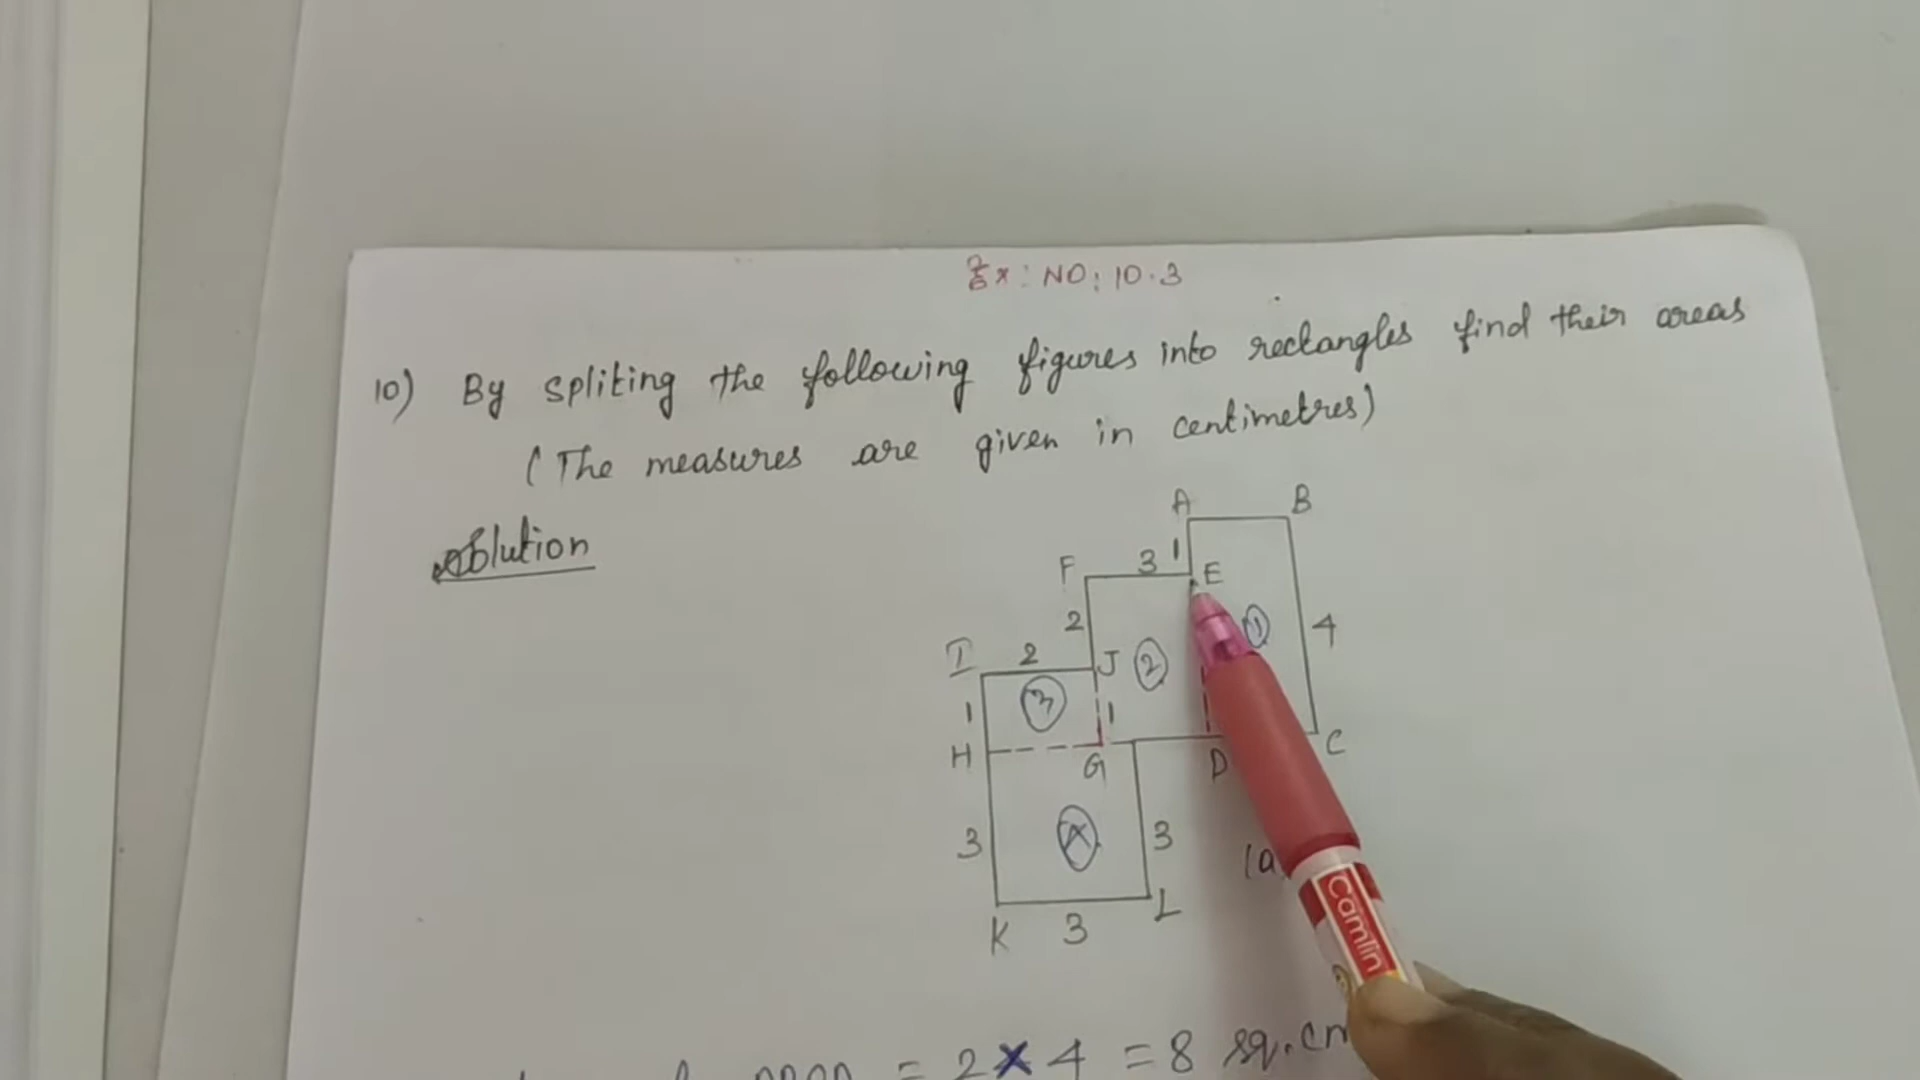 Ex: NO: 10.3
10) By spliting the following figures into rectangles find their areas
(The measures are given in centimetres)
Solution
A B
F 3 1 E
2 1 4
I 2 J 2
1 3 1
H G D C
3 4 3 (a
K 3 L
Camlin
= 2 x 4 = 8 sq.cm